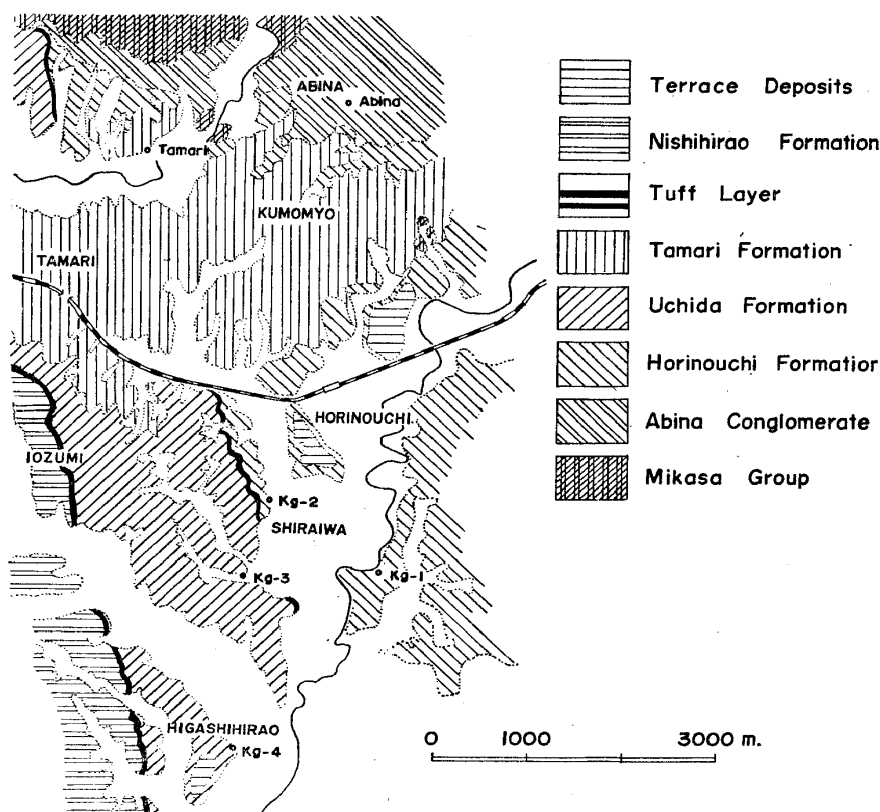 ABINA
Abina
Tamari
KUMOMYO
TAMARI
HORINOUCHI
IOZUMI
Kg-2
SHIRAIWA
Kg-3
Kg-1
HIGASHIHIRAO
Kg-4
Terrace Deposits
Nishihirao Formation
Tuff Layer
Tamari Formation
Uchida Formation
Horinouchi Formatior
Abina Conglomerate
Mikasa Group
0 1000 3000 m.